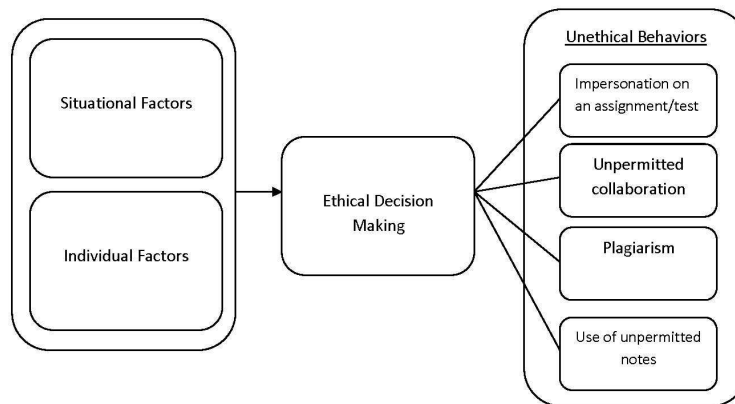 Situational Factors
Individual Factors
Ethical Decision
Making
Unethical Behaviors
Impersonation on
an assignment/test
Unpermitted
collaboration
Plagiarism
Use of unpermitted
notes